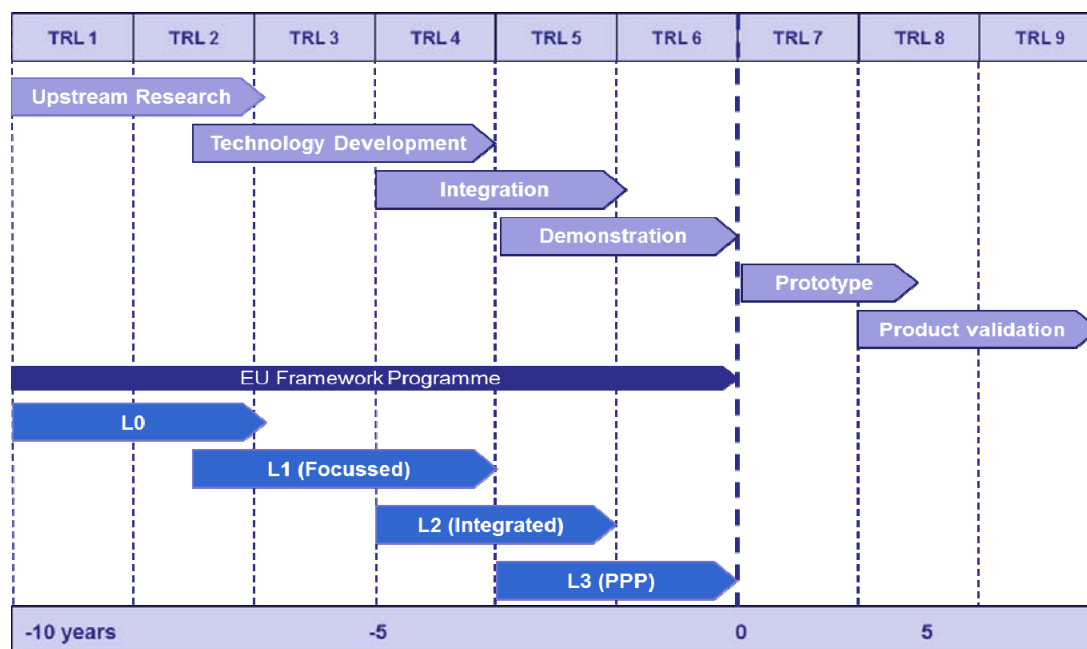 TRL 1 TRL 2 TRL 3 TRL 4 TRL 5 TRL 6 TRL 7 TRL 8 TRL 9
Upstream Research
Technology Development
Integration
Demonstration
Prototype
Product validation
EU Framework Programme
L0
L1 (Focussed)
L2 (Integrated)
L3 (PPP)
-10 years -5 0 5